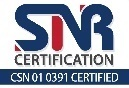 SNR
CERTIFICATION
CSN 01 0391 CERTIFIED